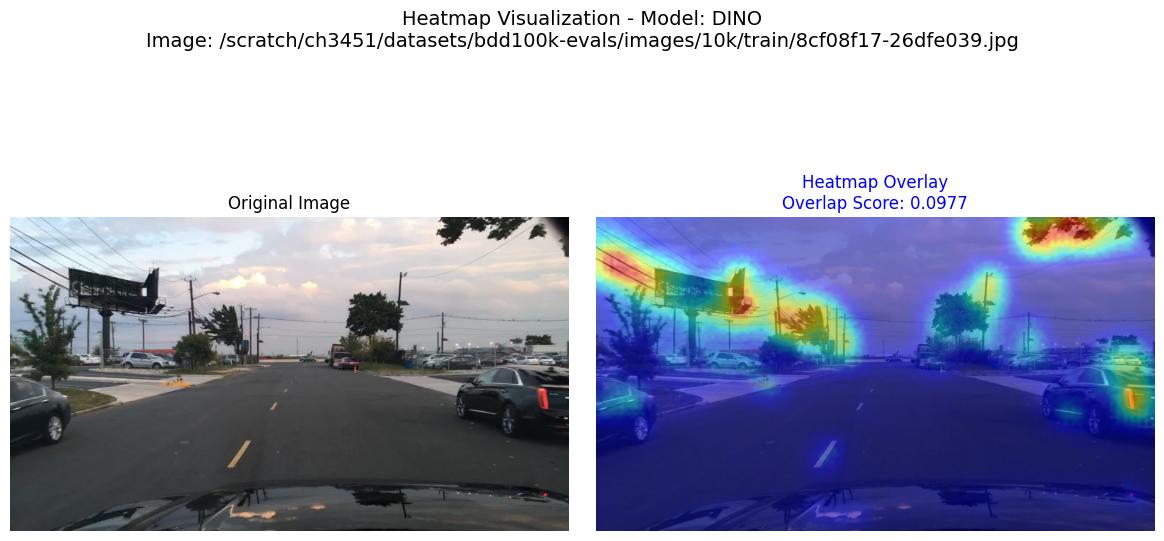 Heatmap Visualization - Model: DINO
Image: /scratch/ch3451/datasets/bdd100k-evals/images/10k/train/8cf08f17-26dfe039.jpg
Original Image
Heatmap Overlay
Overlap Score: 0.0977